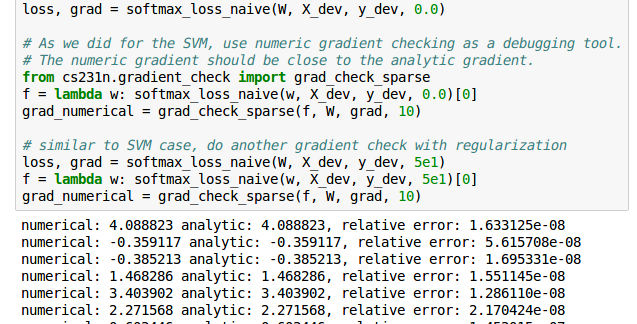 loss, grad = softmax_loss_naive(W, X_dev, y_dev, 0.0)
# As we did for the SVM, use numeric gradient checking as a debugging tool.
# The numeric gradient should be close to the analytic gradient.
from cs231n.gradient_check import grad_check_sparse
f = lambda w: softmax_loss_naive(w, X_dev, y_dev, 0.0)[0]
grad_numerical = grad_check_sparse(f, W, grad, 10)
# similar to SVM case, do another gradient check with regularization
loss, grad = softmax_loss_naive(W, X_dev, y_dev, 5e1)
f = lambda w: softmax_loss_naive(w, X_dev, y_dev, 5e1)[0]
grad_numerical = grad_check_sparse(f, W, grad, 10)
numerical: 4.088823 analytic: 4.088823, relative error: 1.633125e-08
numerical: -0.359117 analytic: -0.359117, relative error: 5.615708e-08
numerical: -0.385213 analytic: -0.385213, relative error: 1.695331e-08
numerical: 1.468286 analytic: 1.468286, relative error: 1.551145e-08
numerical: 3.403902 analytic: 3.403902, relative error: 1.286110e-08
numerical: 2.271568 analytic: 2.271568, relative error: 2.170424e-08